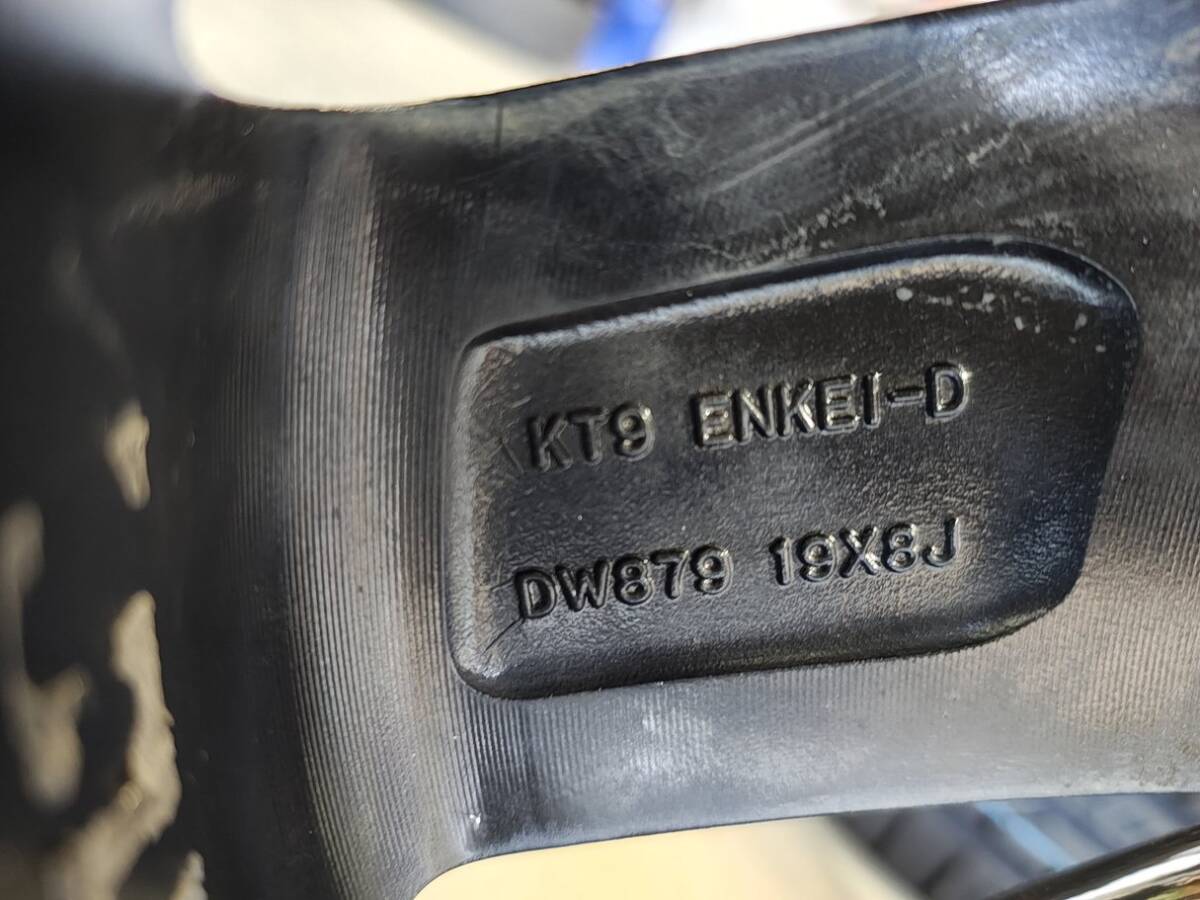 KT9 ENKEI-D
DW879 19X8J